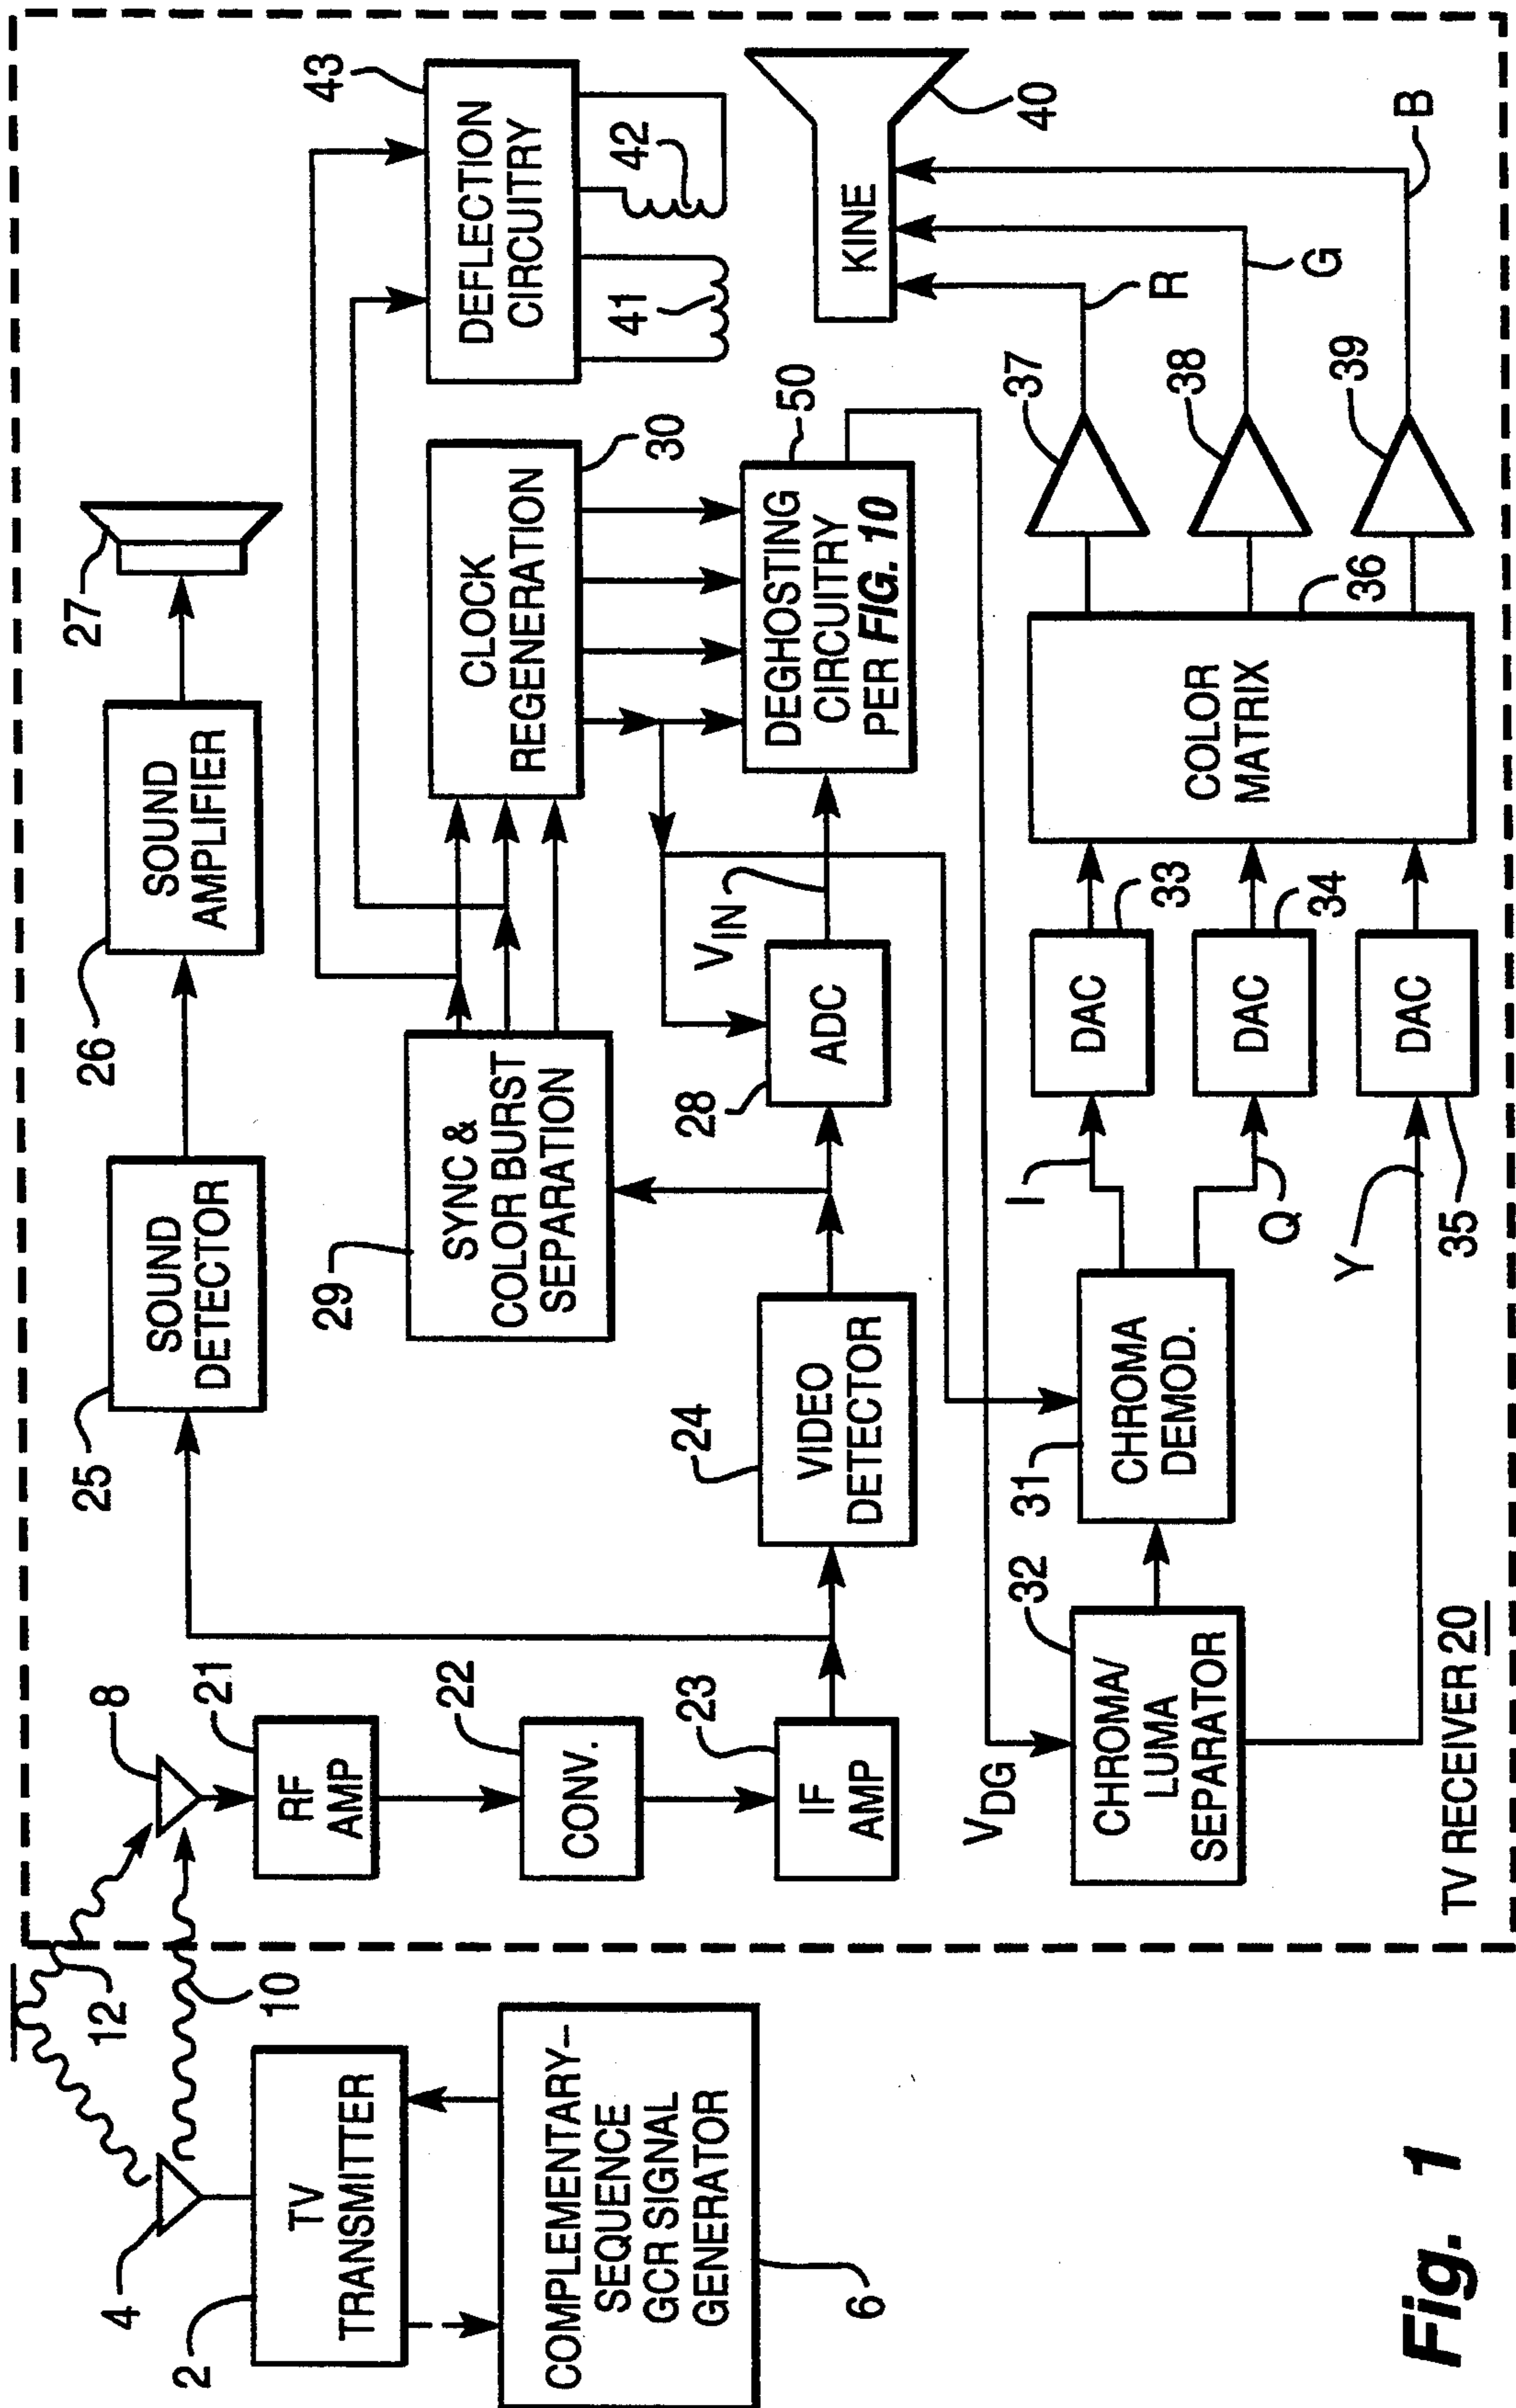 4
2
TV
TRANSMITTER
COMPLEMENTARY–
SEQUENCE
GCR SIGNAL
GENERATOR
6
12
10
8
21
RF
AMP
22
CONV.
23
IF
AMP
25
SOUND
DETECTOR
26
SOUND
AMPLIFIER
27
24
VIDEO
DETECTOR
29
SYNC &
COLOR BURST
SEPARATION
28
ADC
VIN
CLOCK
REGENERATION
30
DEFLECTION
CIRCUITRY
43
41
42
DEGHOSTING
CIRCUITRY
PER FIG. 10
50
VDG
CHROMA/
LUMA
SEPARATOR
32
31
CHROMA
DEMOD.
I
Q
Y
DAC
33
DAC
34
DAC
35
COLOR
MATRIX
36
37
38
39
R
G
B
KINE
40
TV RECEIVER 20
Fig. 1